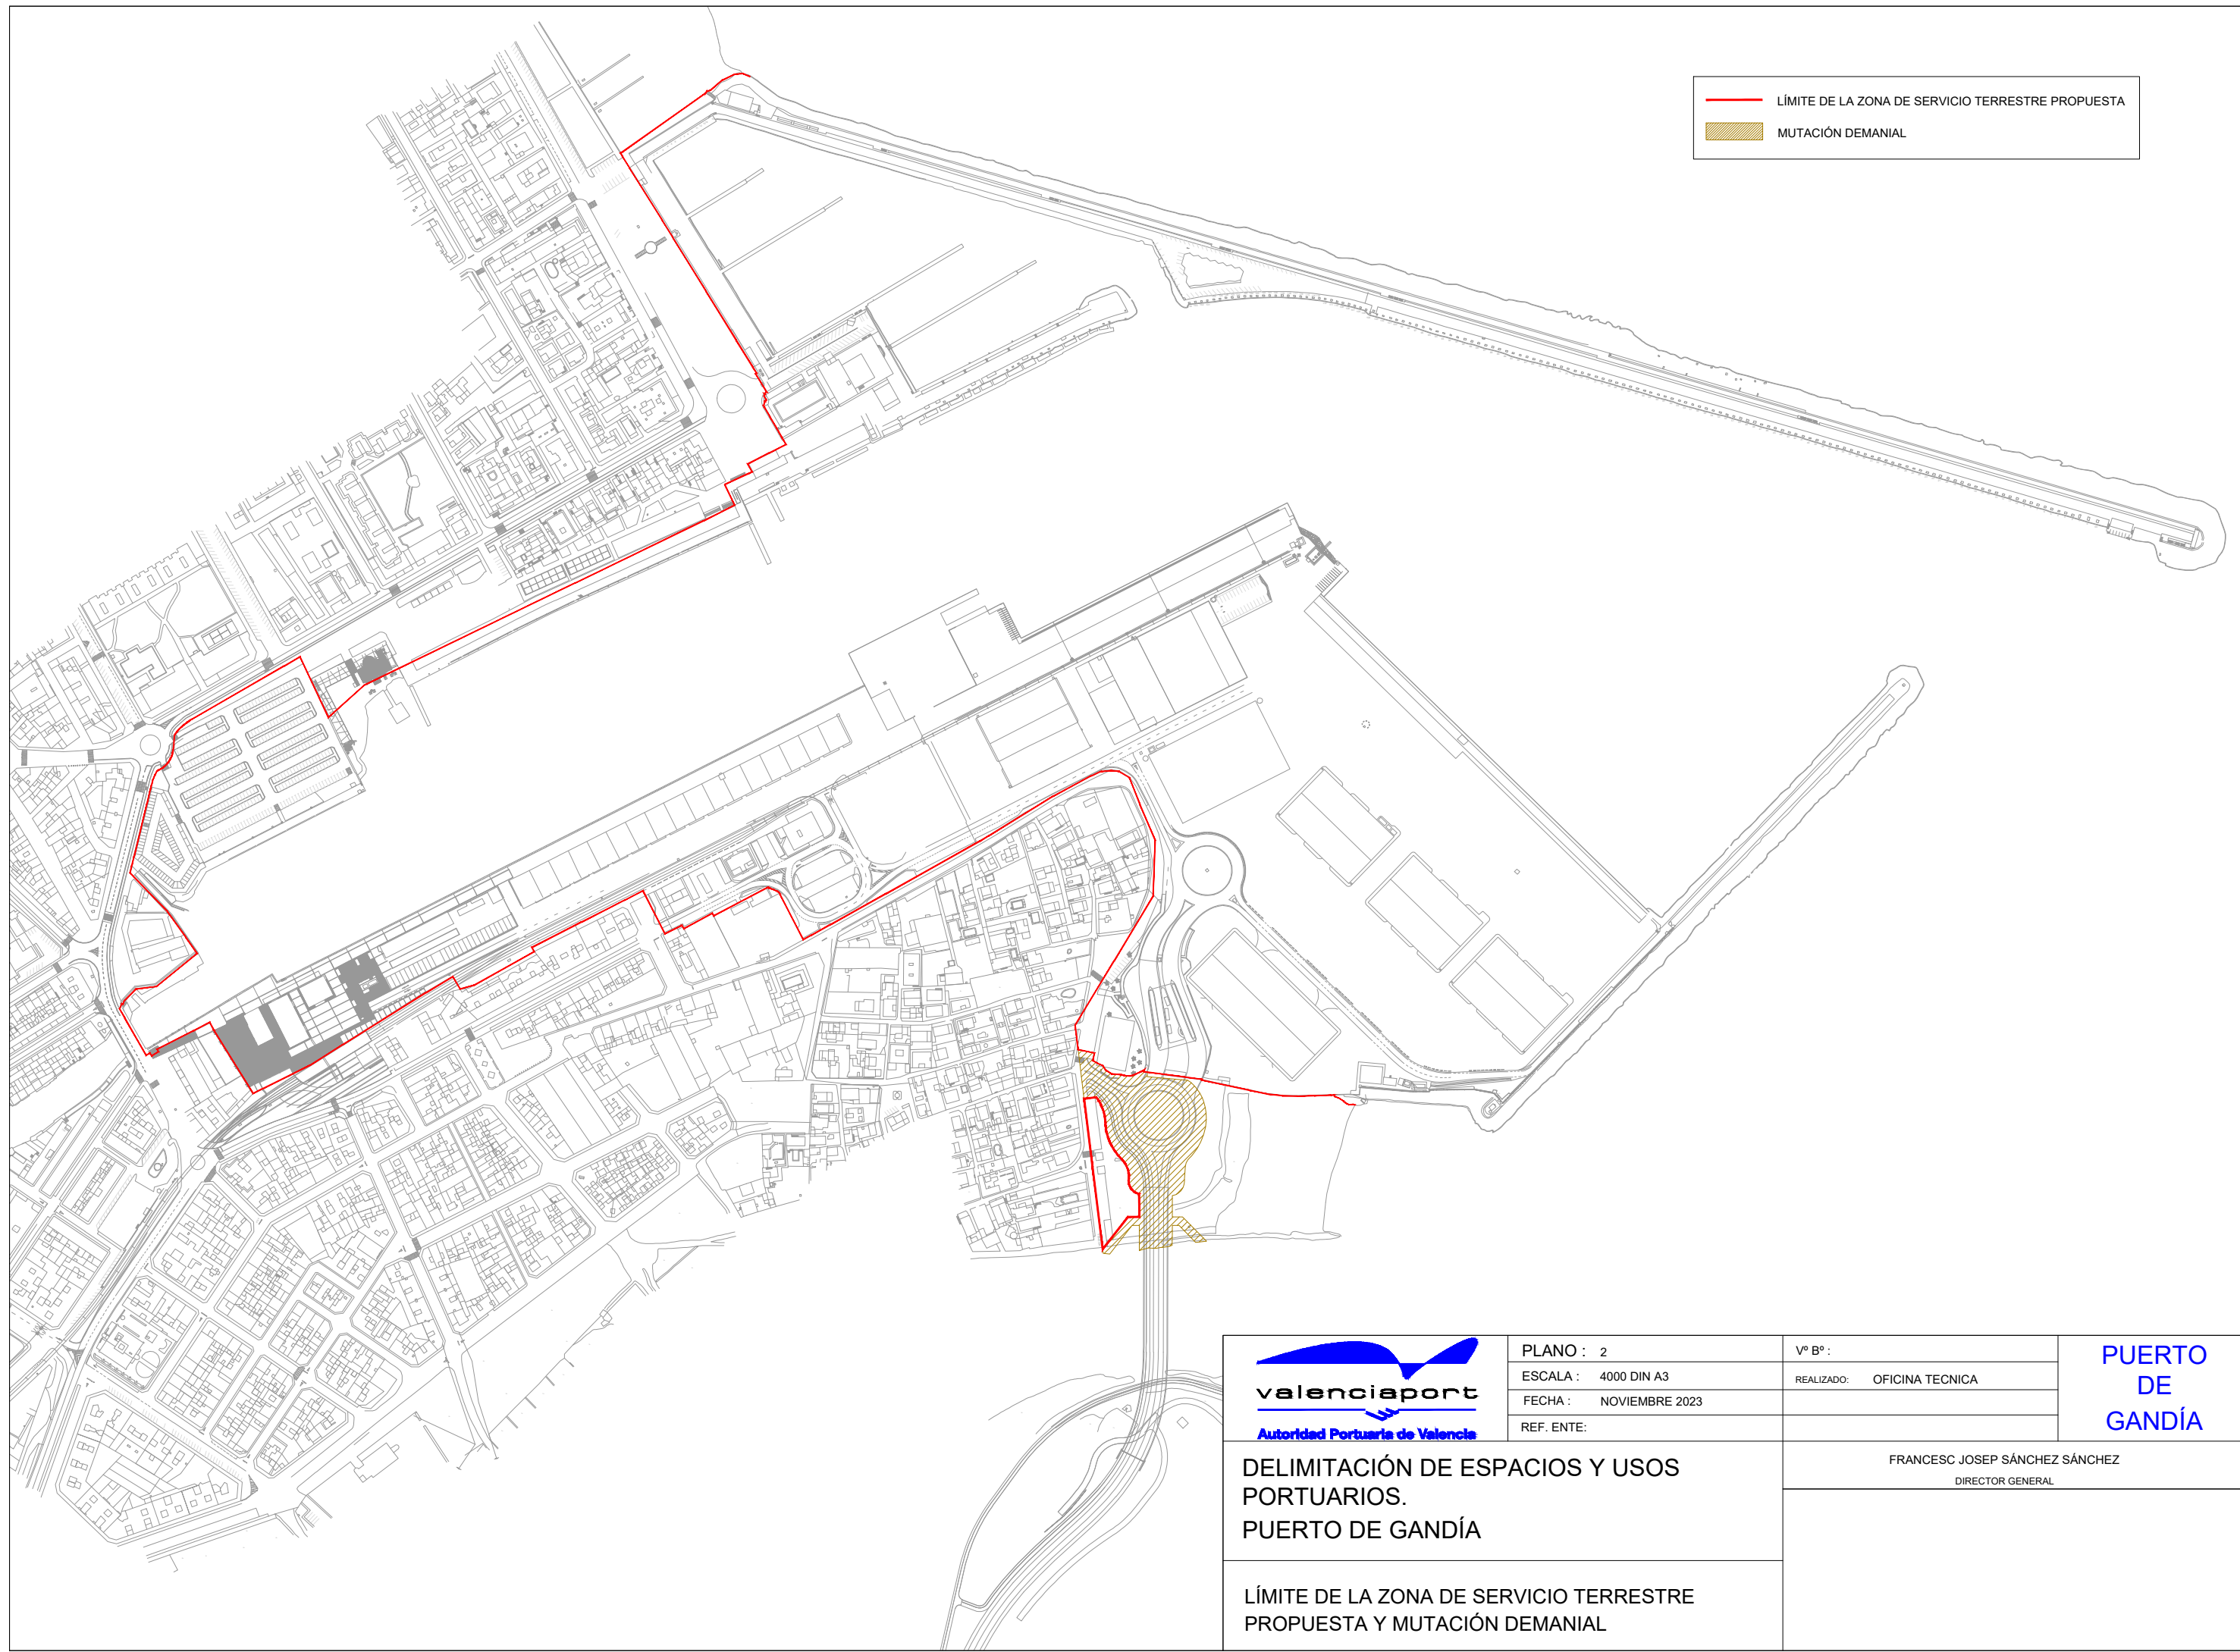 LÍMITE DE LA ZONA DE SERVICIO TERRESTRE PROPUESTA
MUTACIÓN DEMANIAL
valenciaport
Autoridad Portuaria de Valencia
PLANO : 2
ESCALA : 4000 DIN A3
FECHA : NOVIEMBRE 2023
REF. ENTE:
Vº Bº :
REALIZADO: OFICINA TECNICA
PUERTO
DE
GANDÍA
DELIMITACIÓN DE ESPACIOS Y USOS
PORTUARIOS.
PUERTO DE GANDÍA
FRANCESC JOSEP SÁNCHEZ SÁNCHEZ
DIRECTOR GENERAL
LÍMITE DE LA ZONA DE SERVICIO TERRESTRE
PROPUESTA Y MUTACIÓN DEMANIAL